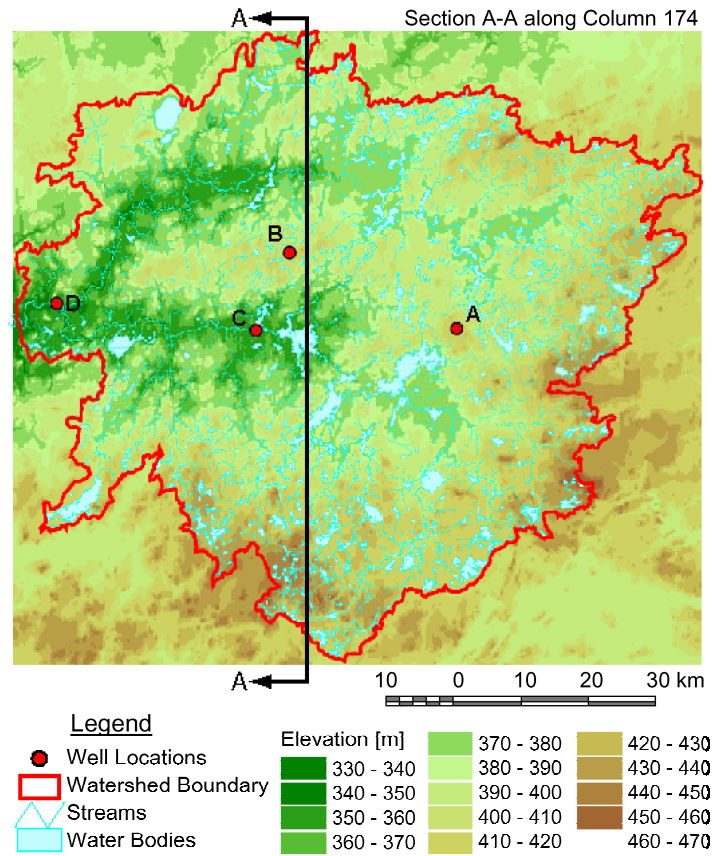 A Section A-A along Column 174
B
D
C
A
A
10 0 10 20 30 km
Legend
Well Locations
Watershed Boundary
Streams
Water Bodies
Elevation [m]
330 - 340
340 - 350
350 - 360
360 - 370
370 - 380
380 - 390
390 - 400
400 - 410
410 - 420
420 - 430
430 - 440
440 - 450
450 - 460
460 - 470